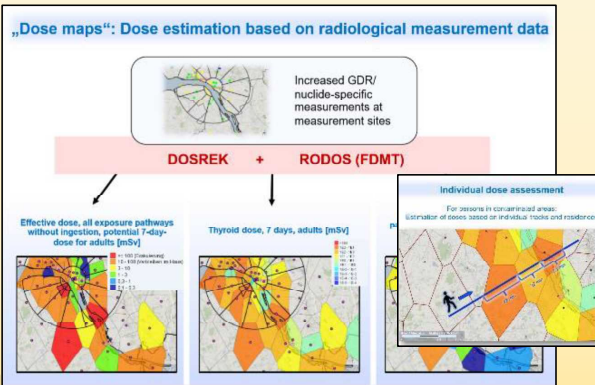 „Dose maps“: Dose estimation based on radiological measurement data
Increased GDR/
nuclide-specific
measurements at
measurement sites
DOSREK + RODOS (FDMT)
Effective dose, all exposure pathways
without ingestion, potential 7-day-
dose for adults [mSv]
Thyroid dose, 7 days, adults [mSv]
Individual dose assessment
For persons in contaminated areas:
Estimation of doses based on individual tracks and residence